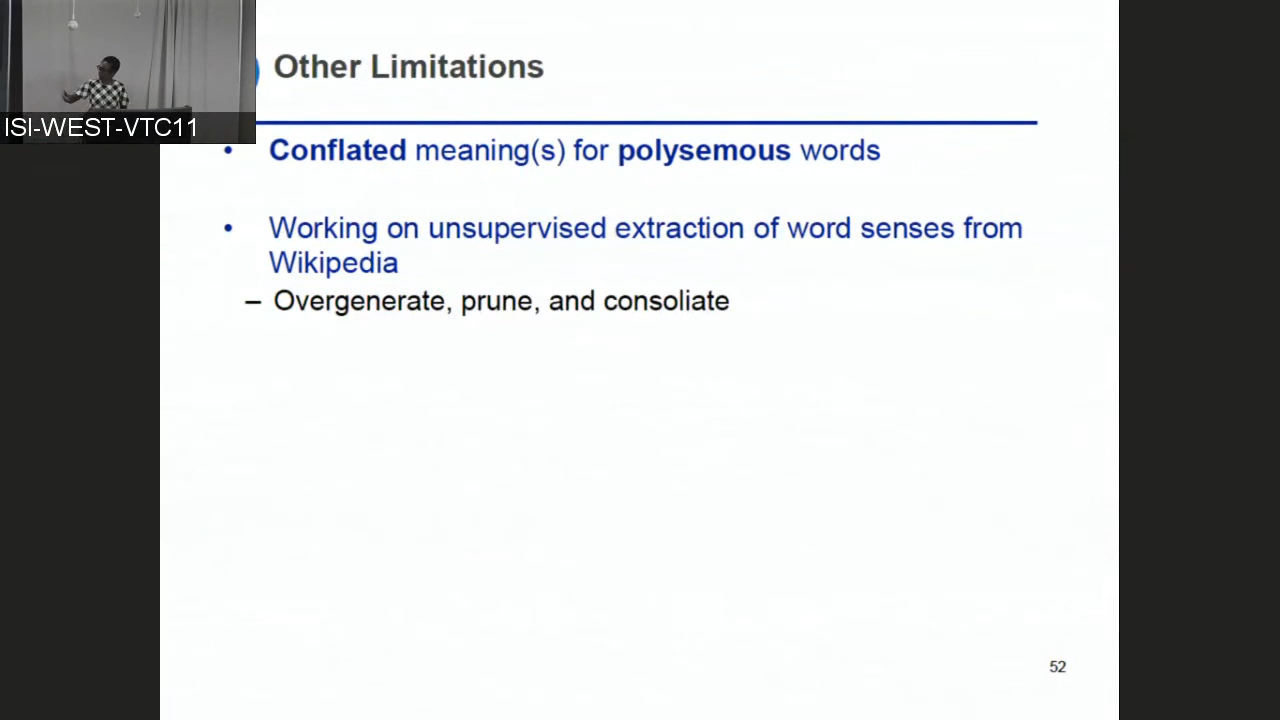 Other Limitations
ISI-WEST-VTC11
• Conflated meaning(s) for polysemous words
• Working on unsupervised extraction of word senses from
Wikipedia
– Overgenerate, prune, and consoliate
52